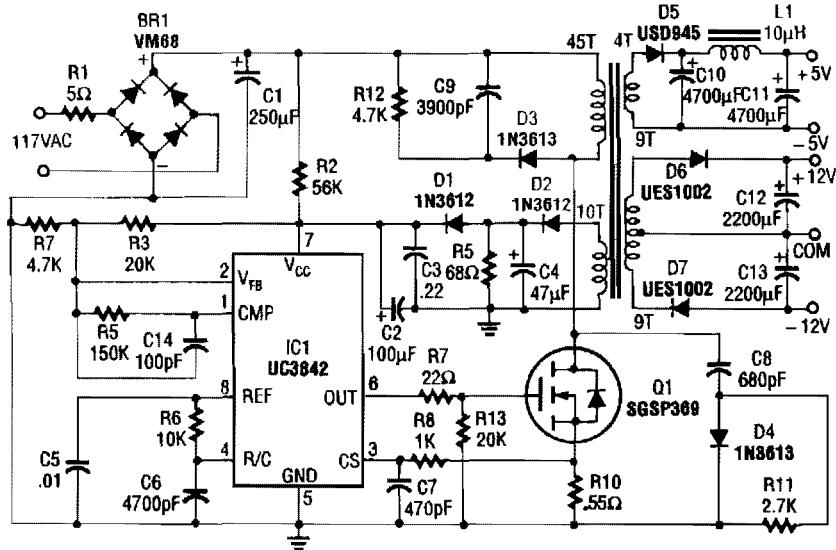 BR1
VM68
R1
5Ω
117VAC
+
−
+
C1
250µF
R2
56K
R12
4.7K
C9
3900pF
D3
1N3613
45T
4T
D5
USD945
L1
10µH
+
C10
4700µF
+
C11
4700µF
+5V
−5V
9T
D6
UES1002
+12V
+
C12
2200µF
COM
+
C13
2200µF
D7
UES1002
9T
−12V
R7
4.7K
R3
20K
D1
1N3612
D2
1N3612
10T
C3
.22
R5
68Ω
+
C4
47µF
+
C2
100µF
7
VCC
2
VFB
1
CMP
R5
150K
C14
100pF
IC1
UC3842
8
REF
OUT
6
R7
22Ω
R6
10K
R8
1K
R13
20K
4
R/C
CS
3
GND
5
C5
.01
C6
4700pF
C7
470pF
R10
.55Ω
Q1
SGSP369
C8
680pF
D4
1N3613
R11
2.7K